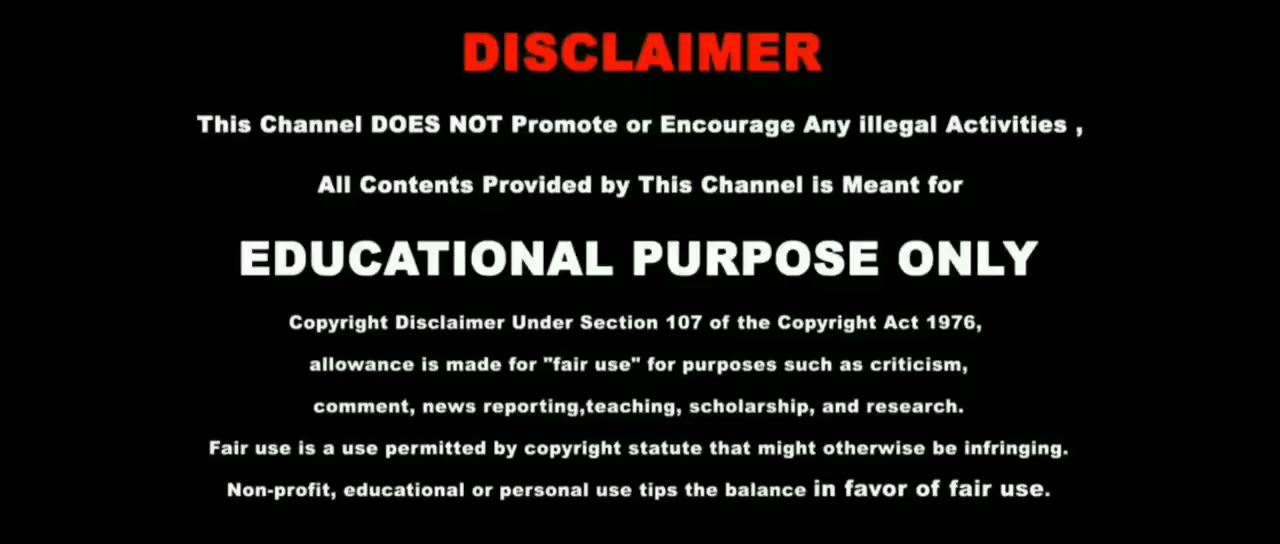 DISCLAIMER
This Channel DOES NOT Promote or Encourage Any illegal Activities ,
All Contents Provided by This Channel is Meant for
EDUCATIONAL PURPOSE ONLY
Copyright Disclaimer Under Section 107 of the Copyright Act 1976,
allowance is made for "fair use" for purposes such as criticism,
comment, news reporting,teaching, scholarship, and research.
Fair use is a use permitted by copyright statute that might otherwise be infringing.
Non-profit, educational or personal use tips the balance in favor of fair use.